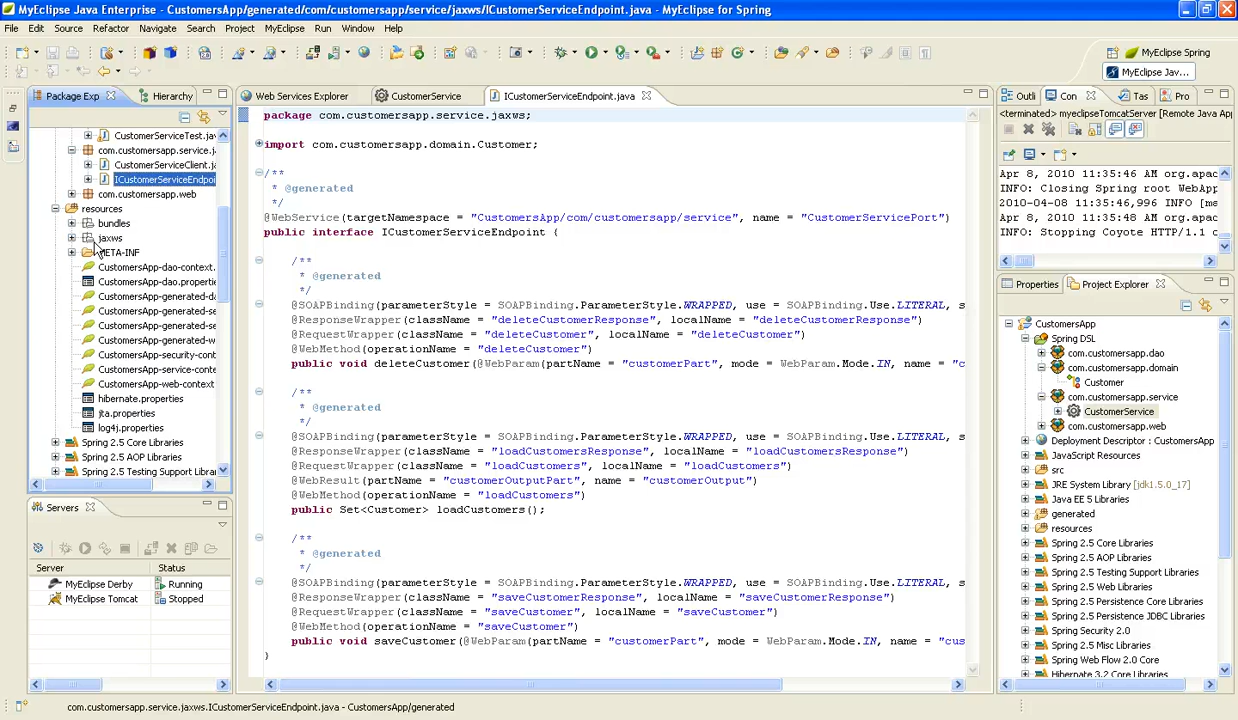 MyEclipse Java Enterprise - CustomersApp/generated/com/customersapp/service/jaxws/ICustomerServiceEndpoint.java - MyEclipse for Spring
File Edit Source Refactor Navigate Search Project MyEclipse Run Window Help
MyEclipse Spring
MyEclipse Jav...
Package Exp
Hierarchy
CustomerServiceTest.jav
com.customersapp.service.j
CustomerServiceClient.ja
ICustomerServiceEndpoi
com.customersapp.web
resources
bundles
jaxws
META-INF
CustomersApp-dao-context.
CustomersApp-dao.propertie
CustomersApp-generated-da
CustomersApp-generated-se
CustomersApp-generated-se
CustomersApp-generated-w
CustomersApp-security-cont
CustomersApp-service-conte
CustomersApp-web-context
hibernate.properties
jta.properties
log4j.properties
Spring 2.5 Core Libraries
Spring 2.5 AOP Libraries
Spring 2.5 Testing Support Librar
Servers
Server Status
MyEclipse Derby Running
MyEclipse Tomcat Stopped
Web Services Explorer
CustomerService
ICustomerServiceEndpoint.java
package com.customersapp.service.jaxws;
import com.customersapp.domain.Customer;
/**
* @generated
*/
@WebService(targetNamespace = "CustomersApp/com/customersapp/service", name = "CustomerServicePort")
public interface ICustomerServiceEndpoint {
/**
* @generated
*/
@SOAPBinding(parameterStyle = SOAPBinding.ParameterStyle.WRAPPED, use = SOAPBinding.Use.LITERAL, s
@ResponseWrapper(className = "deleteCustomerResponse", localName = "deleteCustomerResponse")
@RequestWrapper(className = "deleteCustomer", localName = "deleteCustomer")
@WebMethod(operationName = "deleteCustomer")
public void deleteCustomer(@WebParam(partName = "customerPart", mode = WebParam.Mode.IN, name = "c
/**
* @generated
*/
@SOAPBinding(parameterStyle = SOAPBinding.ParameterStyle.WRAPPED, use = SOAPBinding.Use.LITERAL, s
@ResponseWrapper(className = "loadCustomersResponse", localName = "loadCustomersResponse")
@RequestWrapper(className = "loadCustomers", localName = "loadCustomers")
@WebResult(partName = "customerOutputPart", name = "customerOutput")
@WebMethod(operationName = "loadCustomers")
public Set<Customer> loadCustomers();
/**
* @generated
*/
@SOAPBinding(parameterStyle = SOAPBinding.ParameterStyle.WRAPPED, use = SOAPBinding.Use.LITERAL, s
@ResponseWrapper(className = "saveCustomerResponse", localName = "saveCustomerResponse")
@RequestWrapper(className = "saveCustomer", localName = "saveCustomer")
@WebMethod(operationName = "saveCustomer")
public void saveCustomer(@WebParam(partName = "customerPart", mode = WebParam.Mode.IN, name = "cus
}
Outli
Con
Tas
Pro
<terminated> myeclipseTomcatServer [Remote Java App
Apr 8, 2010 8:35:46 AM org.apac
INFO: Closing Spring root WebApp
2010-04-08 08:35:46,996 INFO [ms
Apr 8, 2010 8:35:48 AM org.apac
INFO: Stopping Coyote HTTP/1.1 c
Properties
Project Explorer
CustomersApp
Spring DSL
com.customersapp.dao
com.customersapp.domain
Customer
com.customersapp.service
CustomerService
com.customersapp.web
Deployment Descriptor : CustomersApp
JavaScript Resources
src
JRE System Library [jdk1.5.0_17]
Java EE 5 Libraries
generated
resources
Spring 2.5 Core Libraries
Spring 2.5 AOP Libraries
Spring 2.5 Testing Support Libraries
Spring 2.5 Web Libraries
Spring 2.5 Persistence Core Libraries
Spring 2.5 Persistence JDBC Libraries
Spring Security 2.0
Spring 2.5 Misc Libraries
Spring Web Flow 2.0 Core
Hibernate 3.2 Core Libraries
com.customersapp.service.jaxws.ICustomerServiceEndpoint.java - CustomersApp/generated